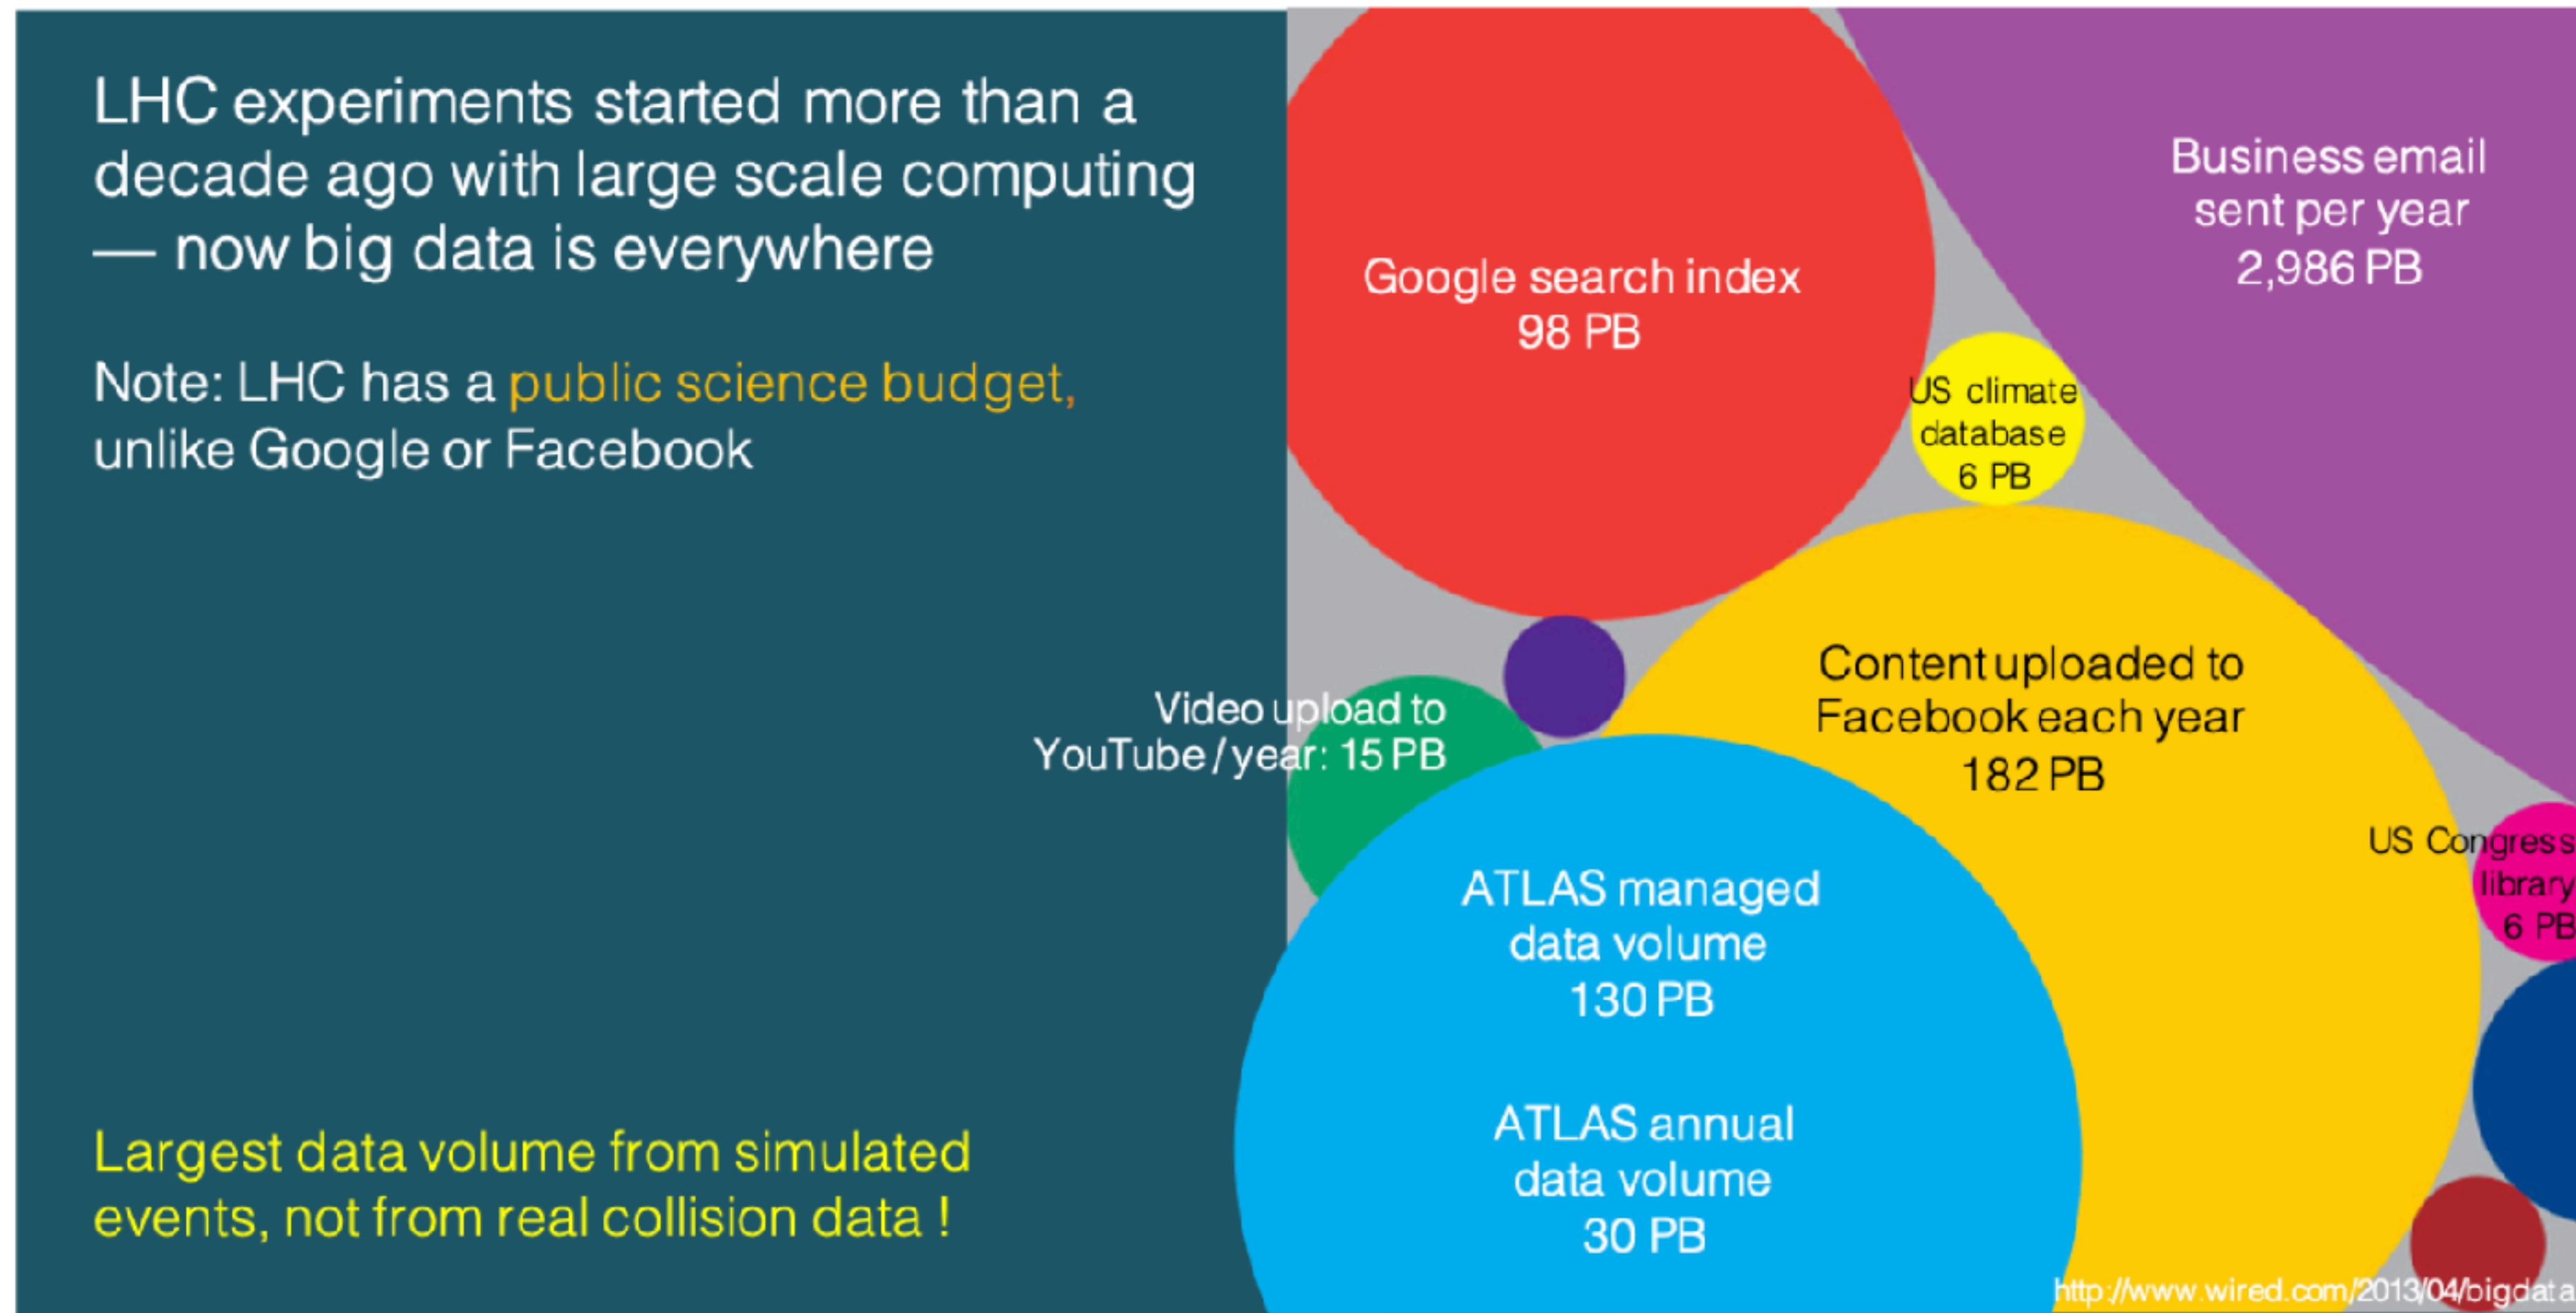 LHC experiments started more than a
decade ago with large scale computing
— now big data is everywhere
Note: LHC has a public science budget,
unlike Google or Facebook
Largest data volume from simulated
events, not from real collision data !
Google search index
98 PB
Business email
sent per year
2,986 PB
US climate
database
6 PB
Video upload to
YouTube / year: 15 PB
Content uploaded to
Facebook each year
182 PB
US Congress
library
6 PB
ATLAS managed
data volume
130 PB
ATLAS annual
data volume
30 PB
http://www.wired.com/2013/04/bigdata